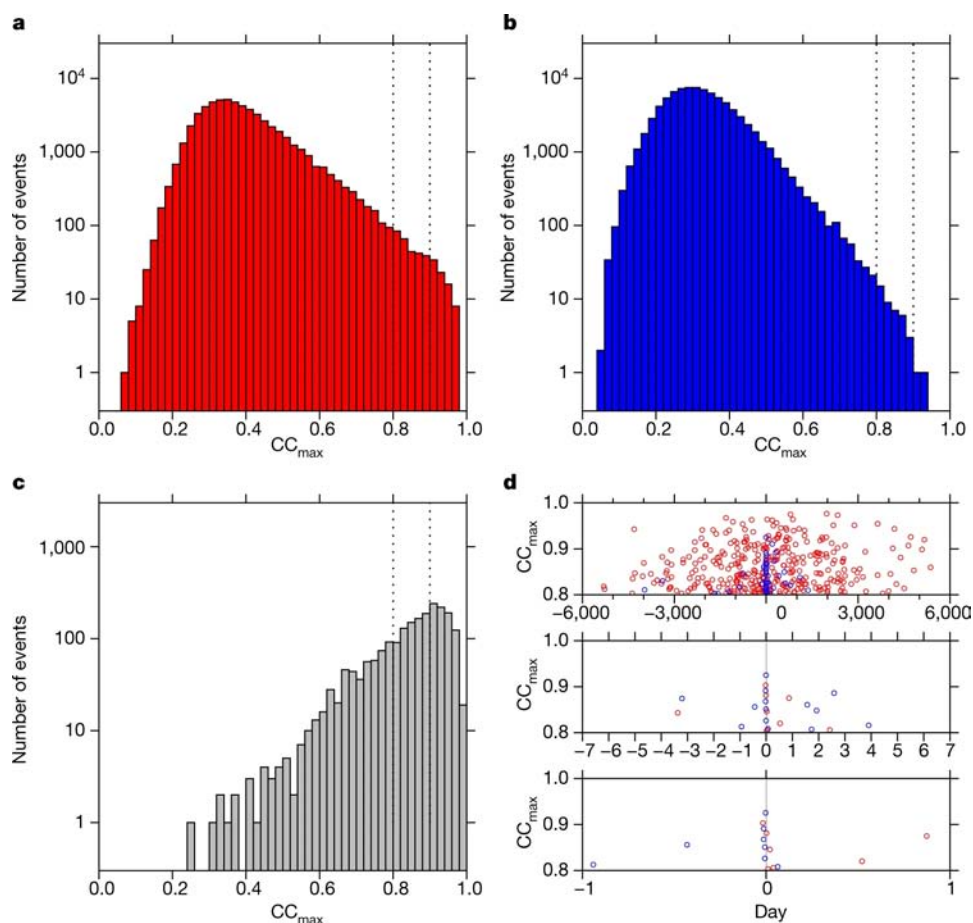 a
Number of events
10⁴
1,000
100
10
1
0.0 0.2 0.4 0.6 0.8 1.0
CCmax
b
Number of events
10⁴
1,000
100
10
1
0.0 0.2 0.4 0.6 0.8 1.0
CCmax
c
Number of events
1,000
100
10
1
0.0 0.2 0.4 0.6 0.8 1.0
CCmax
d
CCmax
1.0
0.9
0.8
−6,000 −3,000 0 3,000 6,000
CCmax
1.0
0.9
0.8
−7 −6 −5 −4 −3 −2 −1 0 1 2 3 4 5 6 7
CCmax
1.0
0.9
0.8
−1 0 1
Day